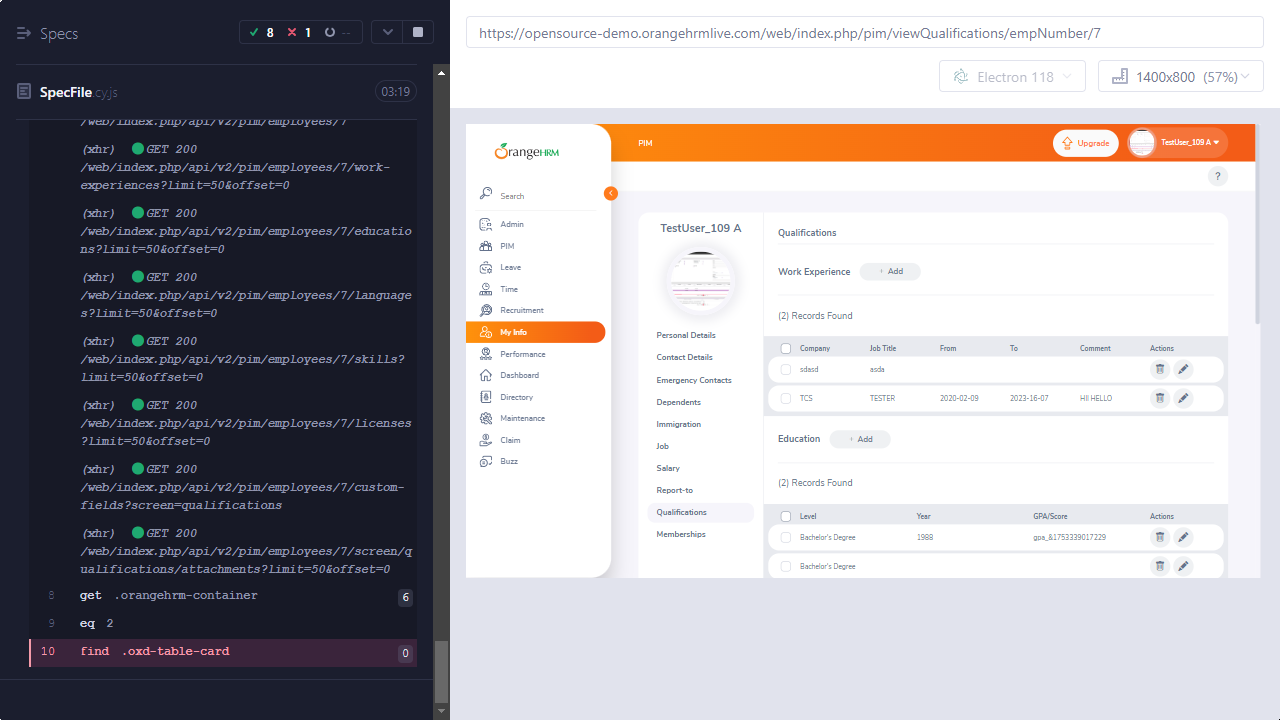 Specs
8 1 --
SpecFile.cy.js 03:19
/web/index.php/api/v2/pim/employees/7
(xhr) GET 200
/web/index.php/api/v2/pim/employees/7/work-
experiences?limit=50&offset=0
(xhr) GET 200
/web/index.php/api/v2/pim/employees/7/educatio
ns?limit=50&offset=0
(xhr) GET 200
/web/index.php/api/v2/pim/employees/7/language
s?limit=50&offset=0
(xhr) GET 200
/web/index.php/api/v2/pim/employees/7/skills?
limit=50&offset=0
(xhr) GET 200
/web/index.php/api/v2/pim/employees/7/licenses
?limit=50&offset=0
(xhr) GET 200
/web/index.php/api/v2/pim/employees/7/custom-
fields?screen=qualifications
(xhr) GET 200
/web/index.php/api/v2/pim/employees/7/screen/q
ualifications/attachments?limit=50&offset=0
8 get .orangehrm-container 6
9 eq 2
10 find .oxd-table-card 0
https://opensource-demo.orangehrmlive.com/web/index.php/pim/viewQualifications/empNumber/7
Electron 118
1400x800 (57%)
OrangeHRM
Search
Admin
PIM
Leave
Time
Recruitment
My Info
Performance
Dashboard
Directory
Maintenance
Claim
Buzz
PIM
Upgrade
TestUser_109 A
?
TestUser_109 A
Personal Details
Contact Details
Emergency Contacts
Dependents
Immigration
Job
Salary
Report-to
Qualifications
Memberships
Qualifications
Work Experience + Add
(2) Records Found
Company Job Title From To Comment Actions
sdasd asda
TCS TESTER 2020-02-09 2023-16-07 HII HELLO
Education + Add
(2) Records Found
Level Year GPA/Score Actions
Bachelor's Degree 1988 gpa_&1753339017229
Bachelor's Degree